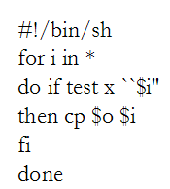 #!/bin/sh
for i in *
do if test x ``$i"
then cp $o $i
fi
done